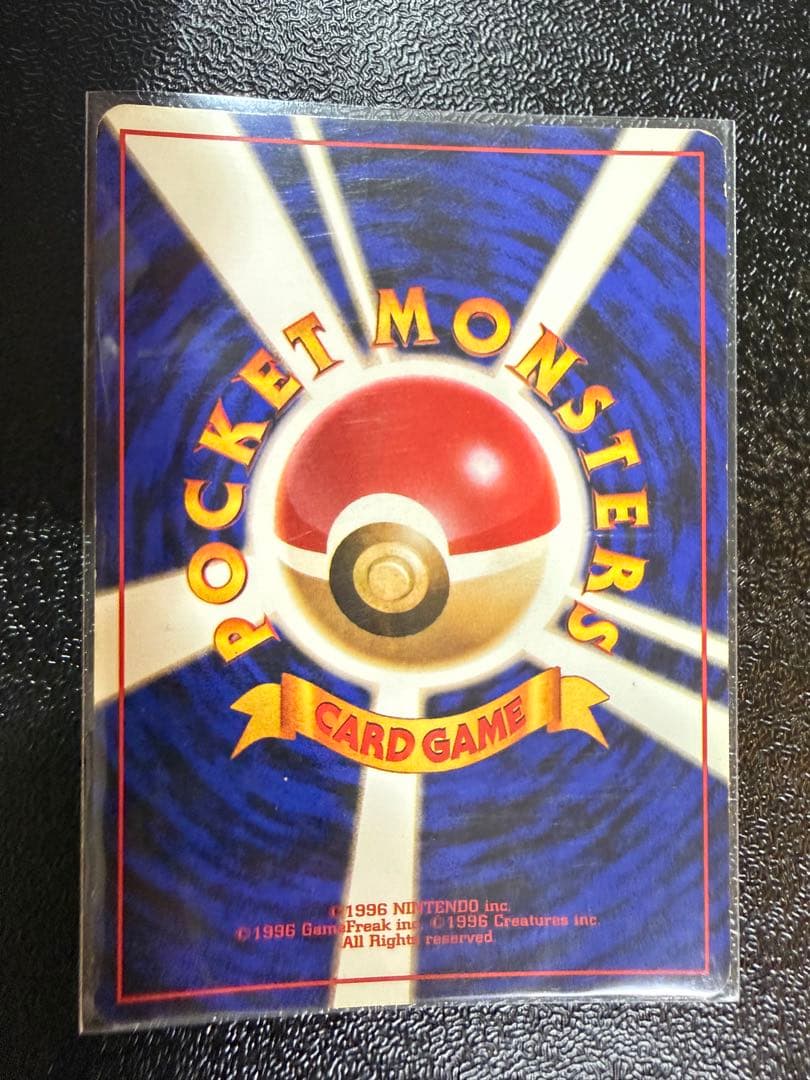 POCKET MONSTERS
CARD GAME
©1996 NINTENDO inc.
©1996 GameFreak inc. ©1996 Creatures inc.
All Rights reserved.